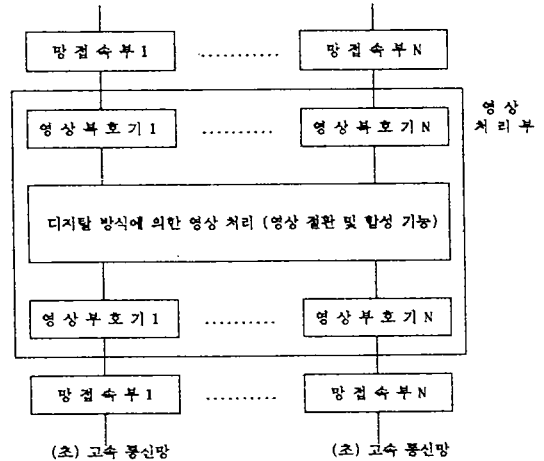 망 접 속 부 1 .......... 망 접 속 부 N
영 상
처 리 부
영 상 복 호 기 1 .......... 영 상 복 호 기 N
디지탈 방식에 의한 영상 처리 (영상 절환 및 합성 기능)
영 상 부 호 기 1 .......... 영 상 부 호 기 N
망 접 속 부 1 .......... 망 접 속 부 N
(초) 고속 통신망 (초) 고속 통신망